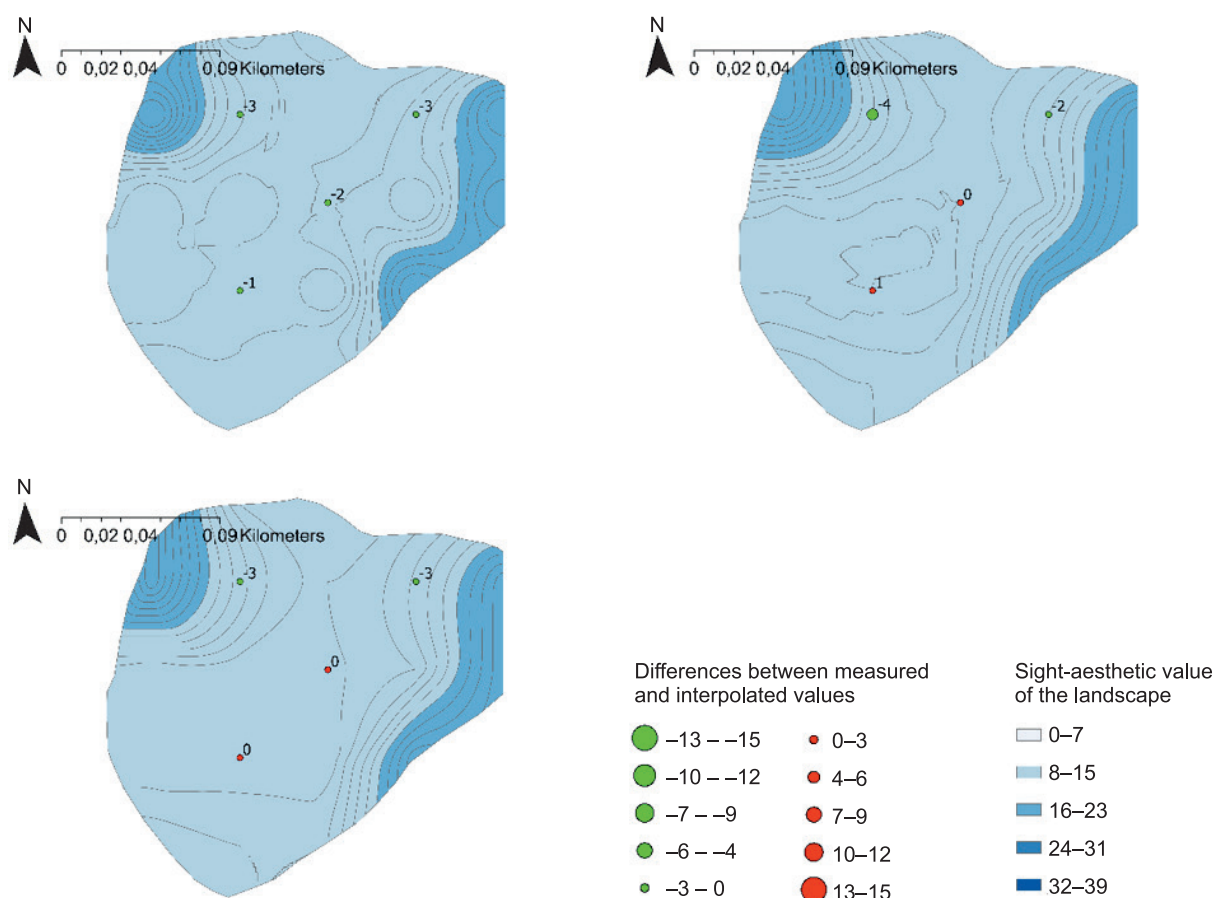 N
0 0,02 0,04 0,09 Kilometers
-3
-3
-2
-1
N
0 0,02 0,04 0,09 Kilometers
-4
-2
0
1
N
0 0,02 0,04 0,09 Kilometers
-3
-3
0
0
Differences between measured
and interpolated values
–13 – –15
–10 – –12
–7 – –9
–6 – –4
–3 – 0
0–3
4–6
7–9
10–12
13–15
Sight-aesthetic value
of the landscape
0–7
8–15
16–23
24–31
32–39